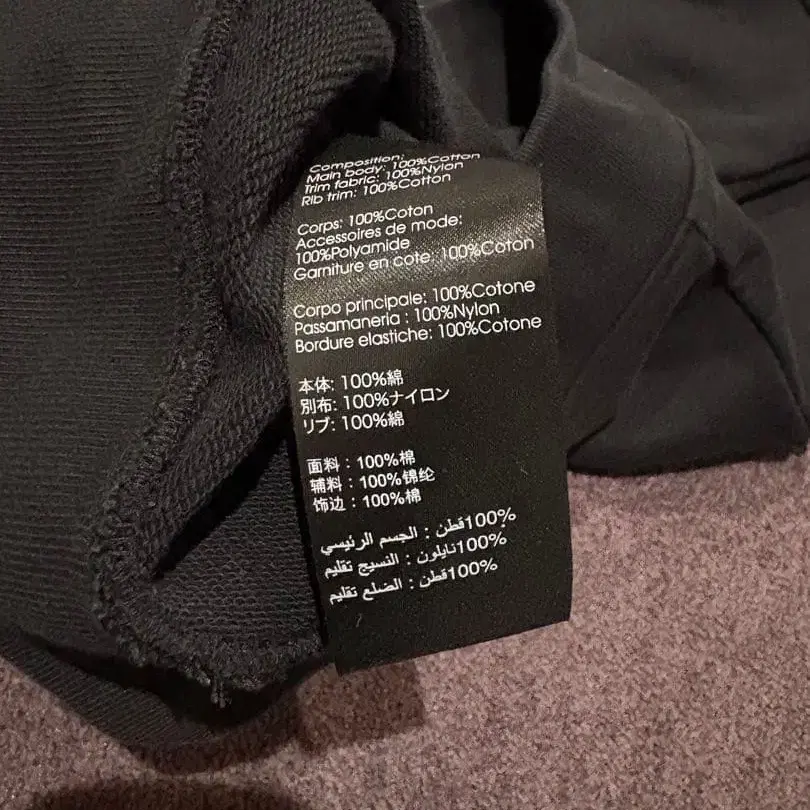 Composition:
Main body: 100%Cotton
Trim fabric: 100%Nylon
Rib trim: 100%Cotton
Corps: 100%Coton
Accessoires de mode:
100%Polyamide
Garniture en cote: 100%Coton
Corpo principale: 100%Cotone
Passamaneria : 100%Nylon
Bordure elastiche: 100%Cotone
本体: 100%綿
別布: 100%ナイロン
リブ: 100%綿
面料：100%棉
辅料：100%锦纶
饰边：100%棉
100%قطن : الجسم الرئيسي
100%نايلون : النسيج تقليم
100%قطن : الضلع تقليم